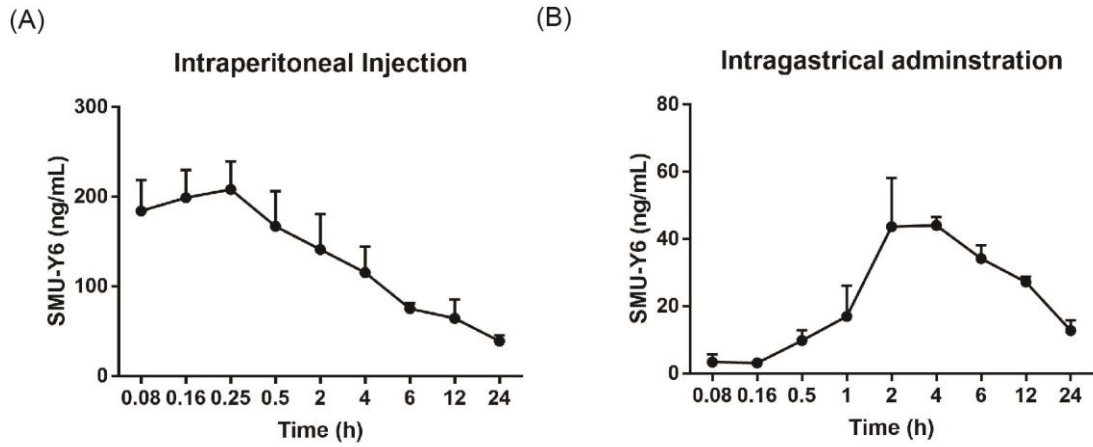 (A)
Intraperitoneal Injection
SMU-Y6 (ng/mL)
300
200
100
0
0.08 0.16 0.25 0.5 2 4 6 12 24
Time (h)
(B)
Intragastrical adminstration
SMU-Y6 (ng/mL)
80
60
40
20
0
0.08 0.16 0.5 1 2 4 6 12 24
Time (h)